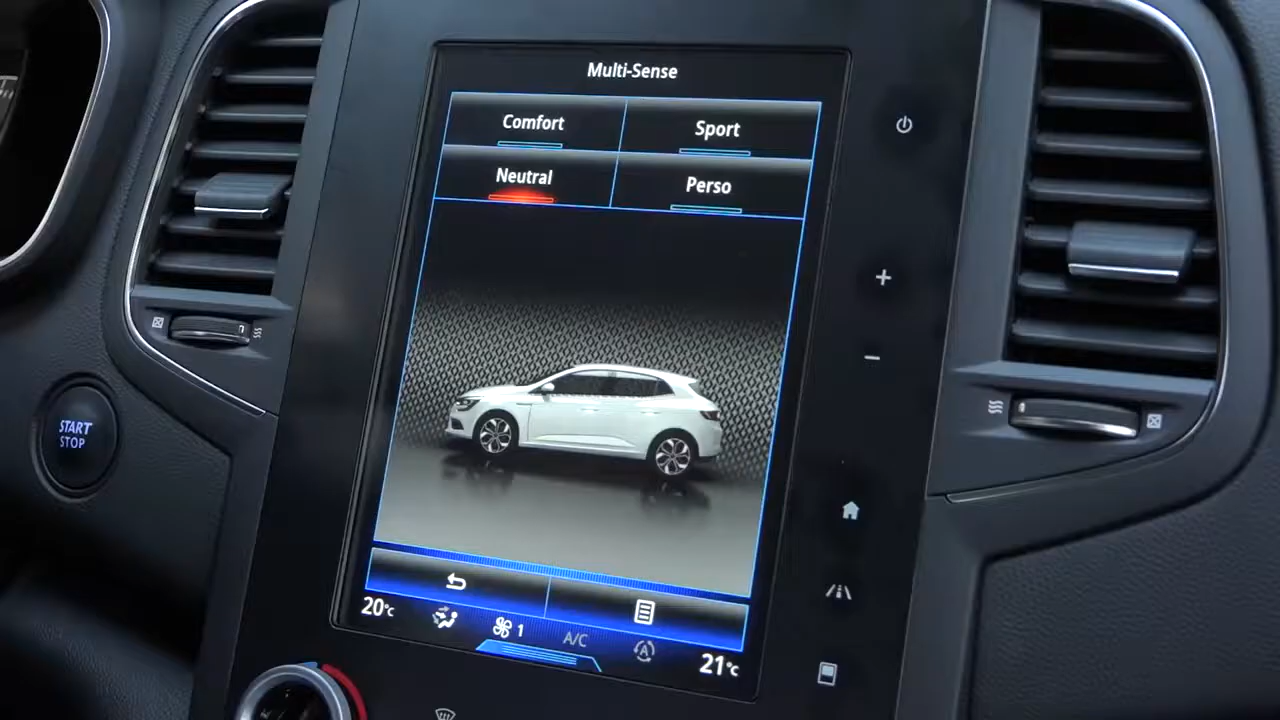 Multi-Sense
Comfort
Sport
Neutral
Perso
START
STOP
20°c
1
A/C
A
21°c